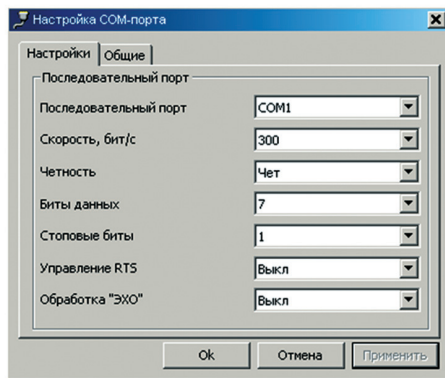 Настройка COM-порта
Настройки Общие
Последовательный порт
Последовательный порт COM1
Скорость, бит/с 300
Четность Чет
Биты данных 7
Стоповые биты 1
Управление RTS Выкл
Обработка "ЭХО" Выкл
Ok Отмена Применить